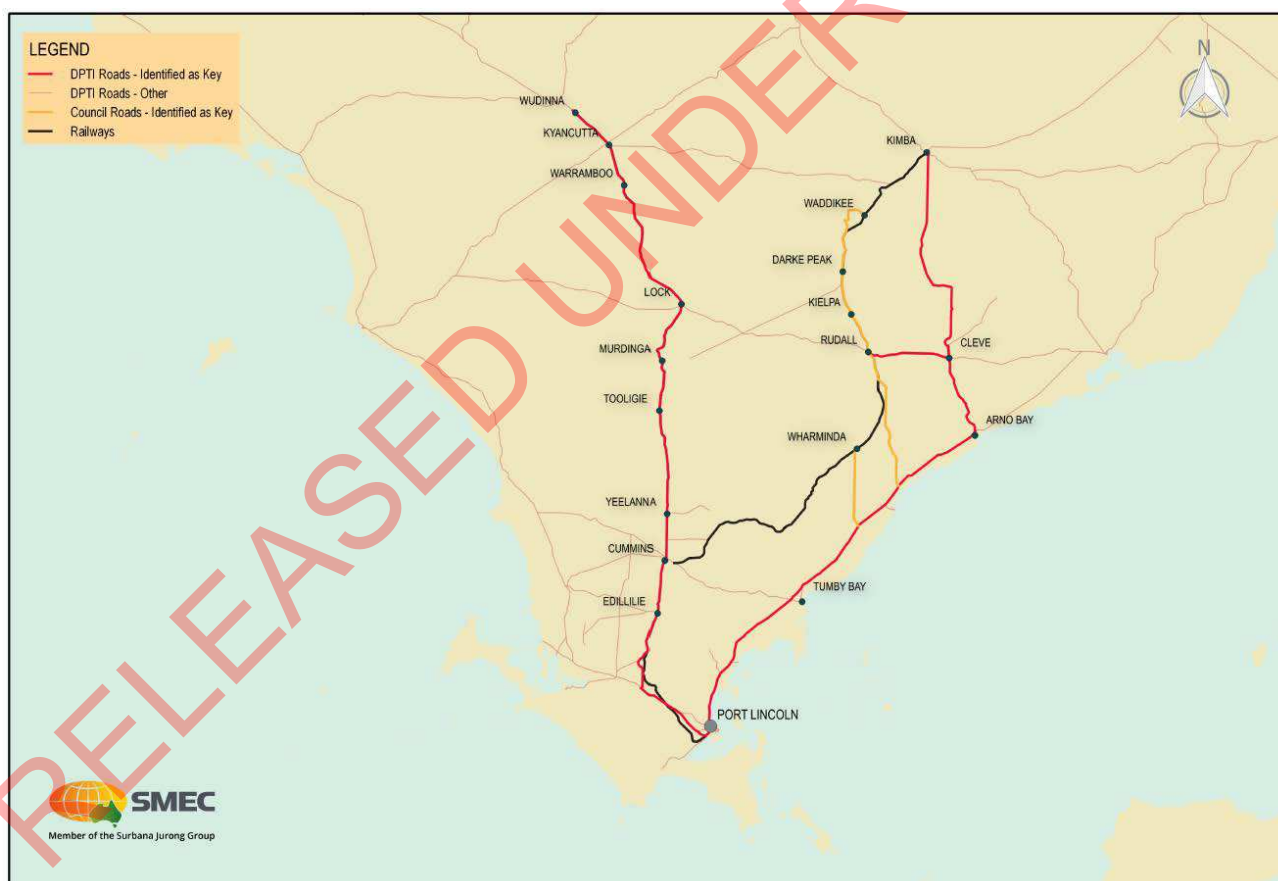 LEGEND
DPTI Roads - Identified as Key
DPTI Roads - Other
Council Roads - Identified as Key
Railways
N
WUDINNA
KYANCUTTA
KIMBA
WARRAMBOO
WADDIKEE
DARKE PEAK
LOCK
KIELPA
RUDALL
MURDINGA
CLEVE
TOOLIGIE
ARNO BAY
WHARMINDA
YEELANNA
CUMMINS
TUMBY BAY
EDILLILIE
PORT LINCOLN
SMEC
Member of the Surbana Jurong Group
RELEASED UNDER